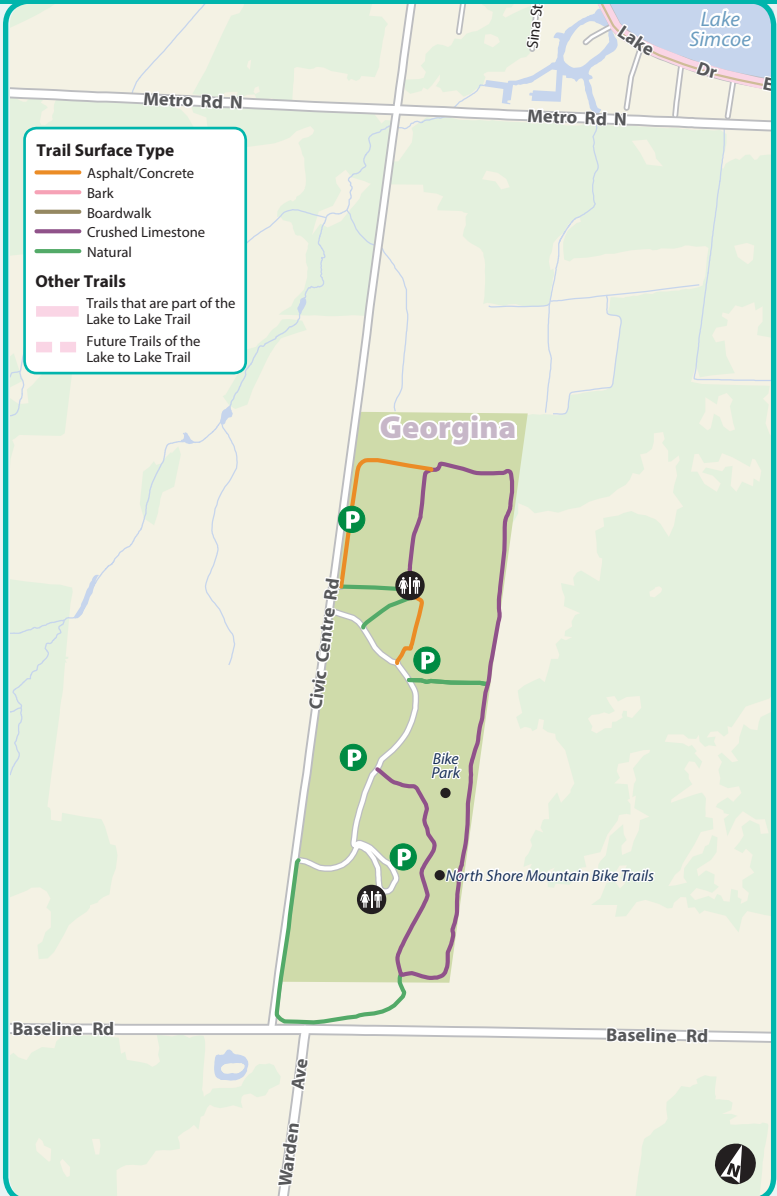 Lake
Simcoe
Sina-St
Lake Dr E
Metro Rd N
Metro Rd N
Trail Surface Type
Asphalt/Concrete
Bark
Boardwalk
Crushed Limestone
Natural
Other Trails
Trails that are part of the
Lake to Lake Trail
Future Trails of the
Lake to Lake Trail
Georgina
P
Civic Centre Rd
P
P
Bike
Park
P
North Shore Mountain Bike Trails
Baseline Rd
Baseline Rd
Warden Ave
N